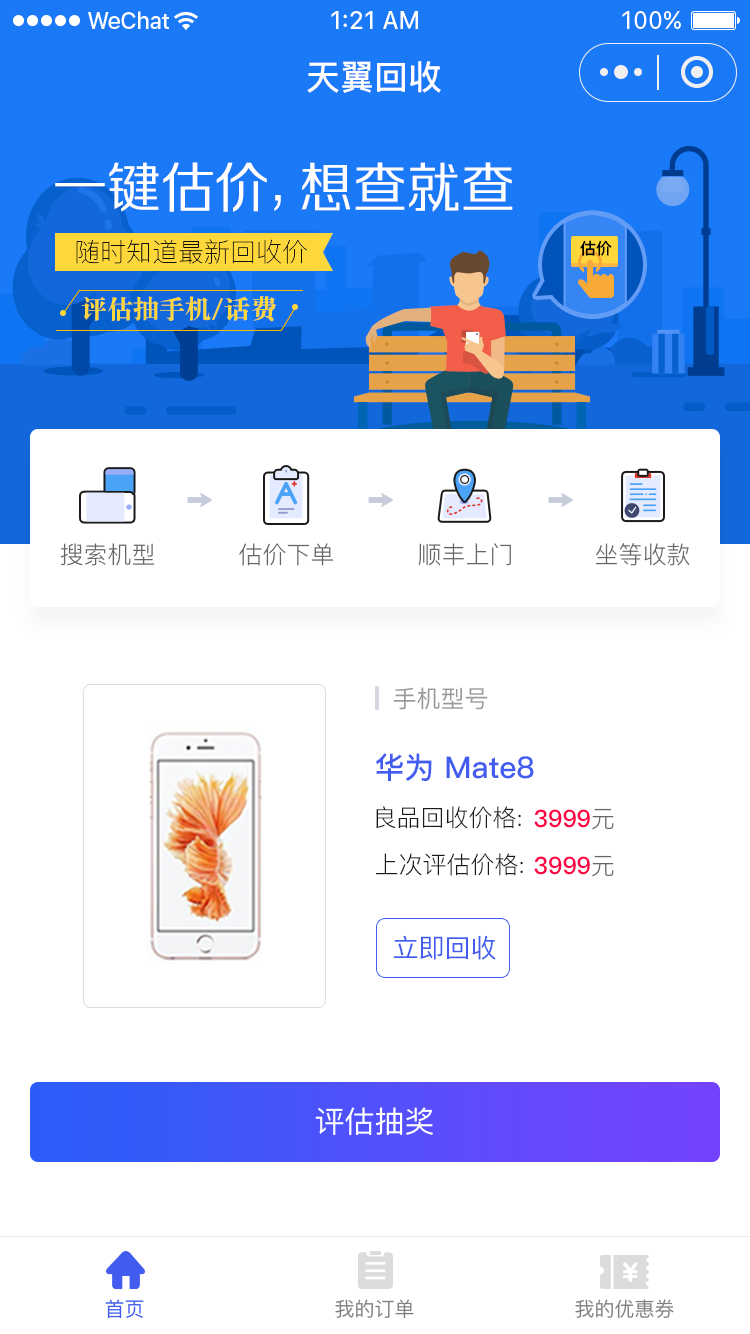 WeChat 1:21 AM 100%
天翼回收
一键估价, 想查就查
随时知道最新回收价
估价
评估抽手机/话费
搜索机型 估价下单 顺丰上门 坐等收款
手机型号
华为 Mate8
良品回收价格: 3999元
上次评估价格: 3999元
立即回收
评估抽奖
首页 我的订单 我的优惠券